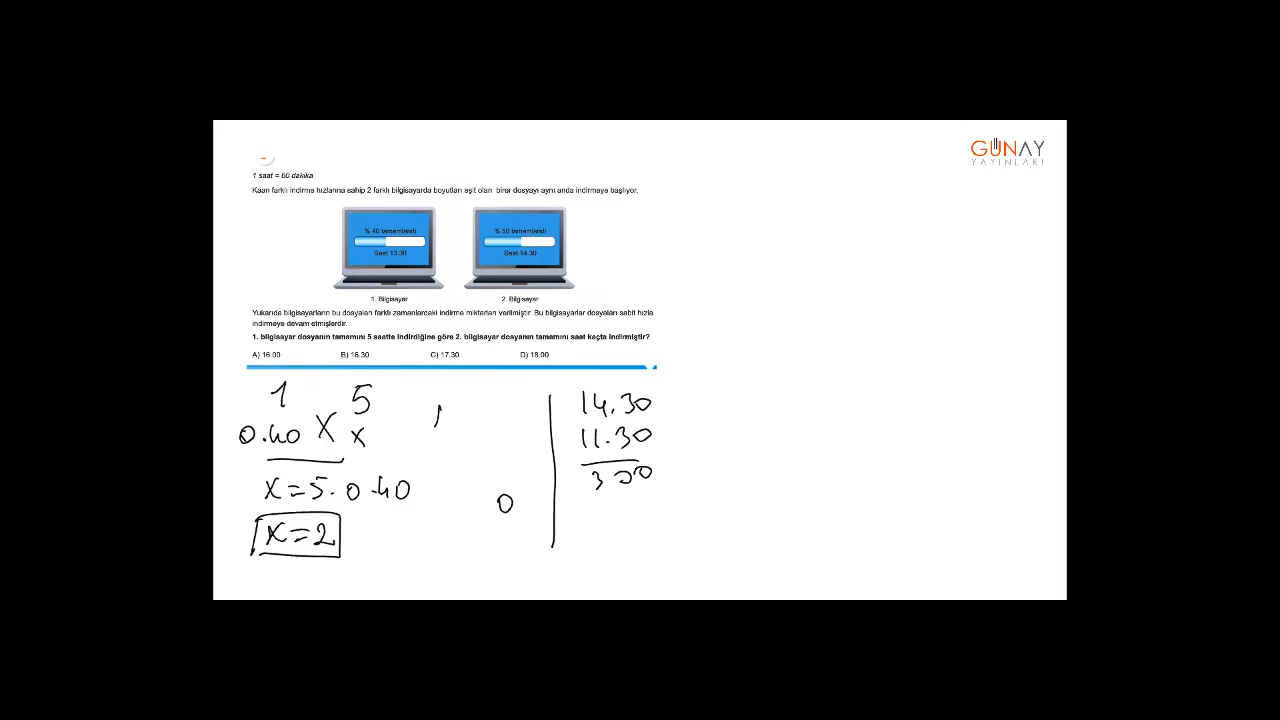 GÜNAY
YAYINLARI
1 saat = 60 dakika
Kaan farklı indirme hızlarına sahip 2 farklı bilgisayarda boyutları eşit olan birer dosyayı aynı anda indirmeye başlıyor.
% 40 tamamlandı
Saat 13.30
% 50 tamamlandı
Saat 14.30
1. Bilgisayar
2. Bilgisayar
Yukarıda bilgisayarların bu dosyaları farklı zamanlardaki indirme miktarları verilmiştir. Bu bilgisayarlar dosyaları sabit hızla
indirmeye devam etmişlerdir.
1. bilgisayar dosyanın tamamını 5 saatte indirdiğine göre 2. bilgisayar dosyanın tamamını saat kaçta indirmiştir?
A) 16.00 B) 16.30 C) 17.30 D) 18.00
1 5
0.40 X x
x=5.0.40
x=2
0
14.30
11.30
3.00